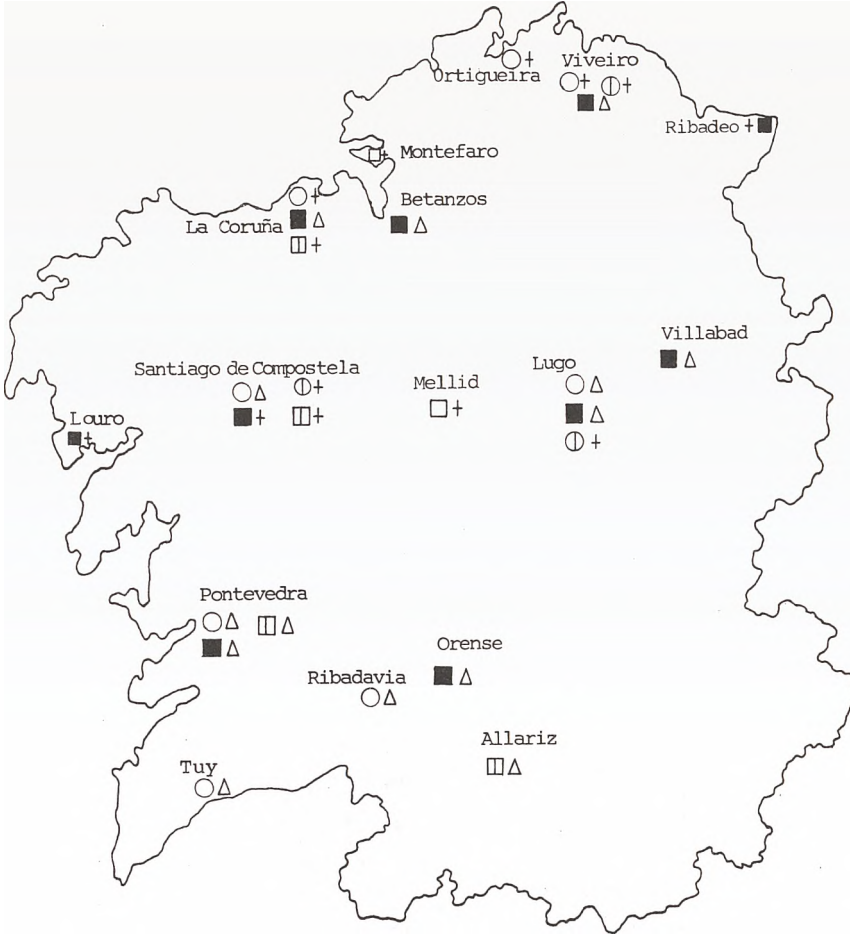 Viveiro
Ortigueira
Ribadeo
Montefaro
Betanzos
La Coruña
Villabad
Santiago de Compostela
Lugo
Mellid
Louro
Pontevedra
Orense
Ribadavia
Allariz
Tuy